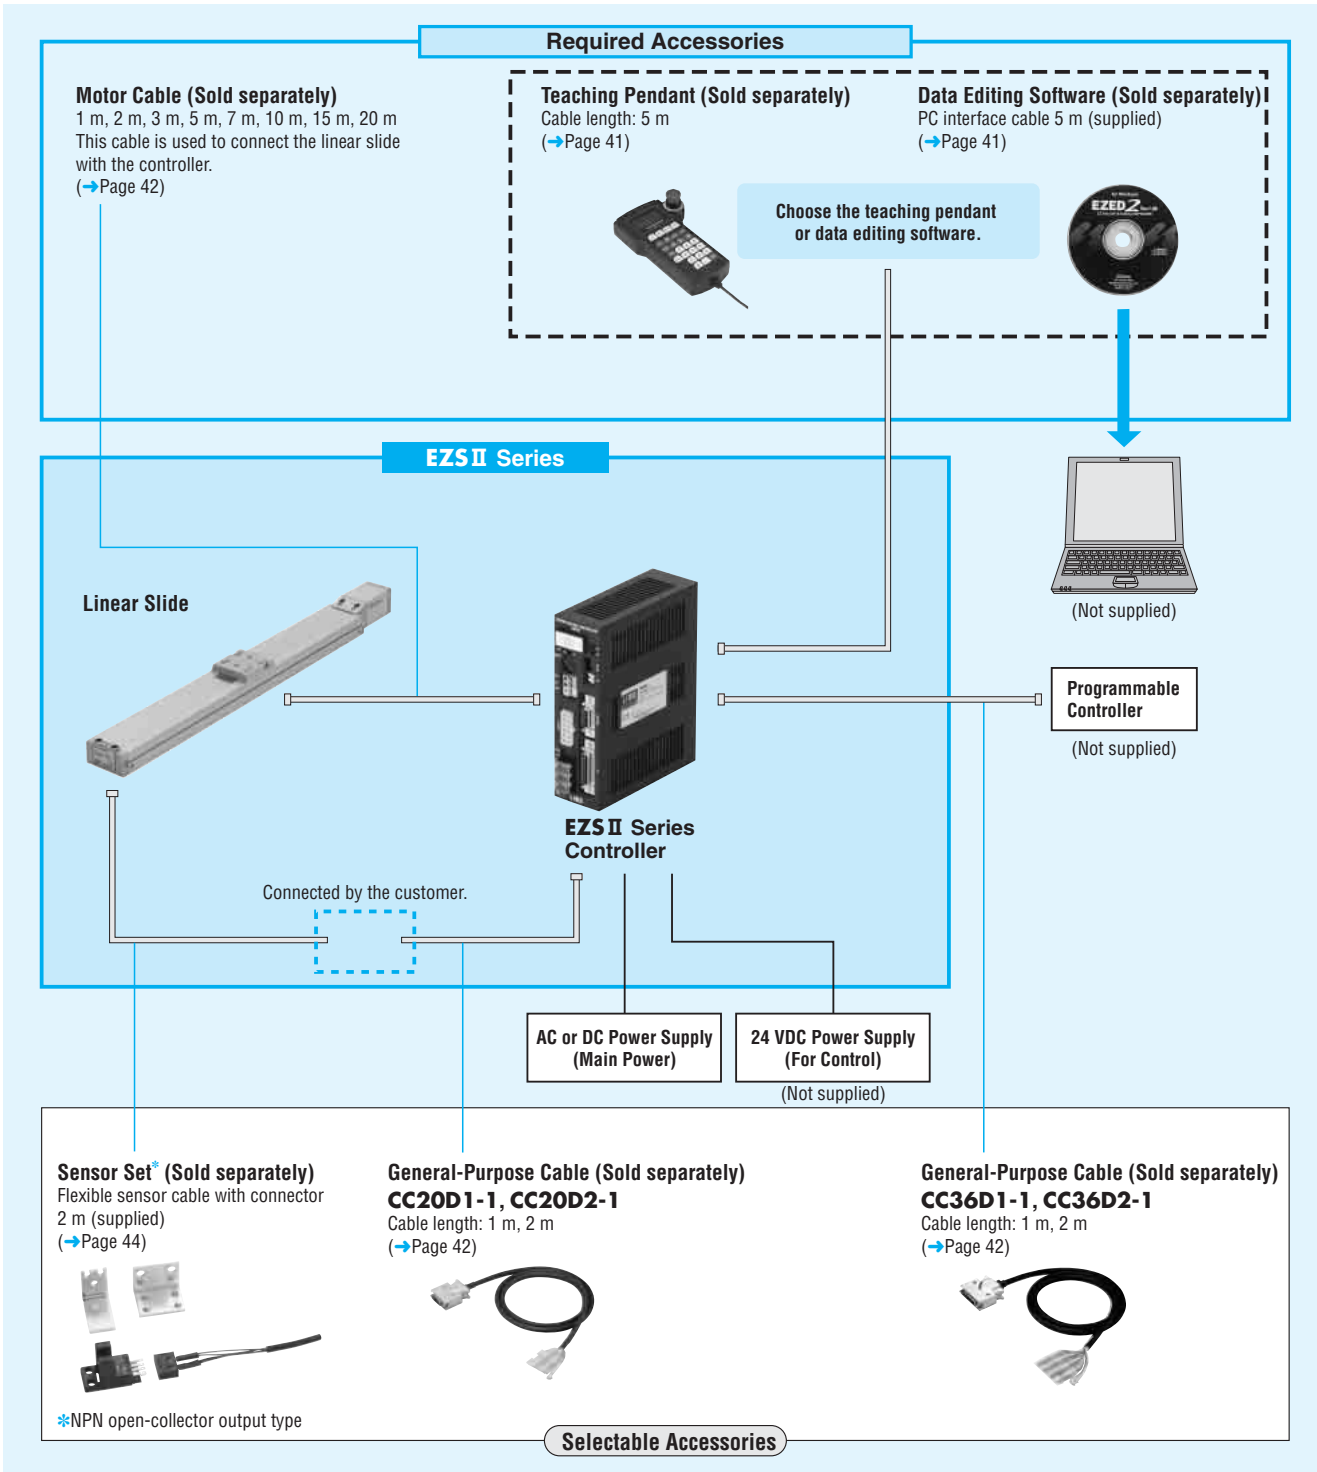 Required Accessories
Motor Cable (Sold separately)
1 m, 2 m, 3 m, 5 m, 7 m, 10 m, 15 m, 20 m
This cable is used to connect the linear slide
with the controller.
(➜Page 42)
Teaching Pendant (Sold separately)
Cable length: 5 m
(➜Page 41)
Data Editing Software (Sold separately)
PC interface cable 5 m (supplied)
(➜Page 41)
Choose the teaching pendant
or data editing software.
EZED2
EZSⅡ Series
(Not supplied)
Linear Slide
Programmable
Controller
(Not supplied)
EZSⅡ Series
Controller
Connected by the customer.
AC or DC Power Supply
(Main Power)
24 VDC Power Supply
(For Control)
(Not supplied)
Sensor Set* (Sold separately)
Flexible sensor cable with connector
2 m (supplied)
(➜Page 44)
General-Purpose Cable (Sold separately)
CC20D1-1, CC20D2-1
Cable length: 1 m, 2 m
(➜Page 42)
General-Purpose Cable (Sold separately)
CC36D1-1, CC36D2-1
Cable length: 1 m, 2 m
(➜Page 42)
*NPN open-collector output type
Selectable Accessories